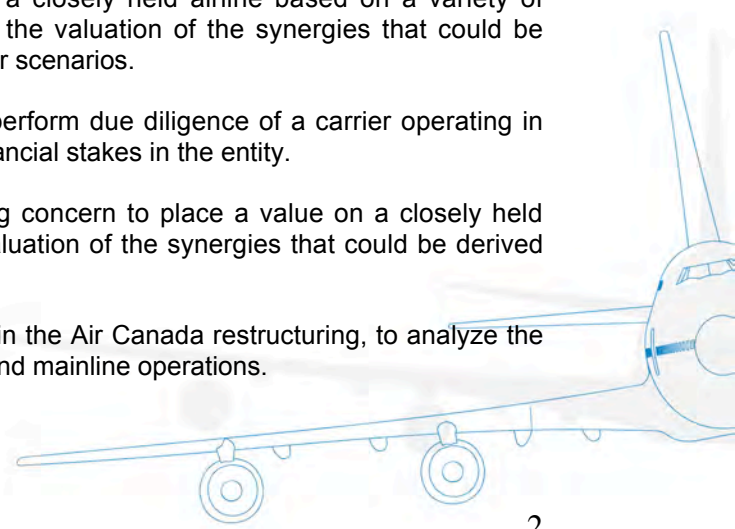 a closely held airline based on a variety of
the valuation of the synergies that could be
r scenarios.
perform due diligence of a carrier operating in
ancial stakes in the entity.
g concern to place a value on a closely held
aluation of the synergies that could be derived
in the Air Canada restructuring, to analyze the
nd mainline operations.
2